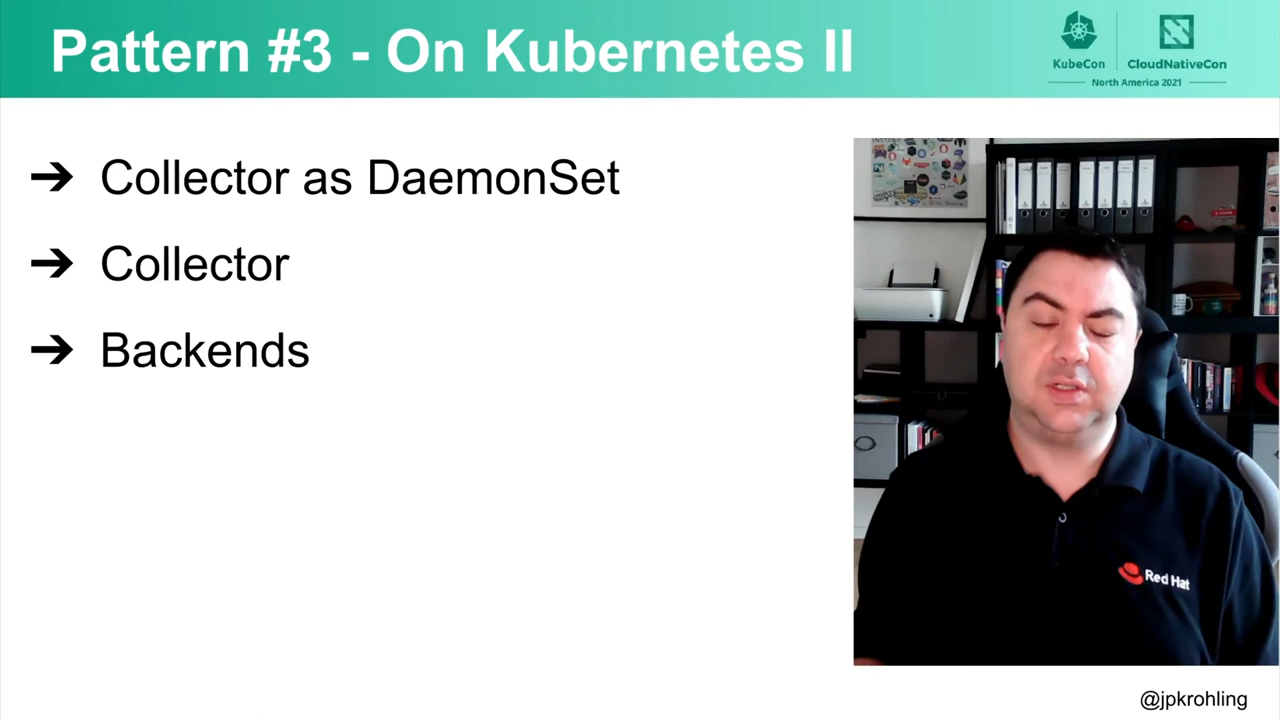 Pattern #3 - On Kubernetes II
KubeCon
CloudNativeCon
North America 2021
➔ Collector as DaemonSet
➔ Collector
➔ Backends
Red Hat
@jpkrohling